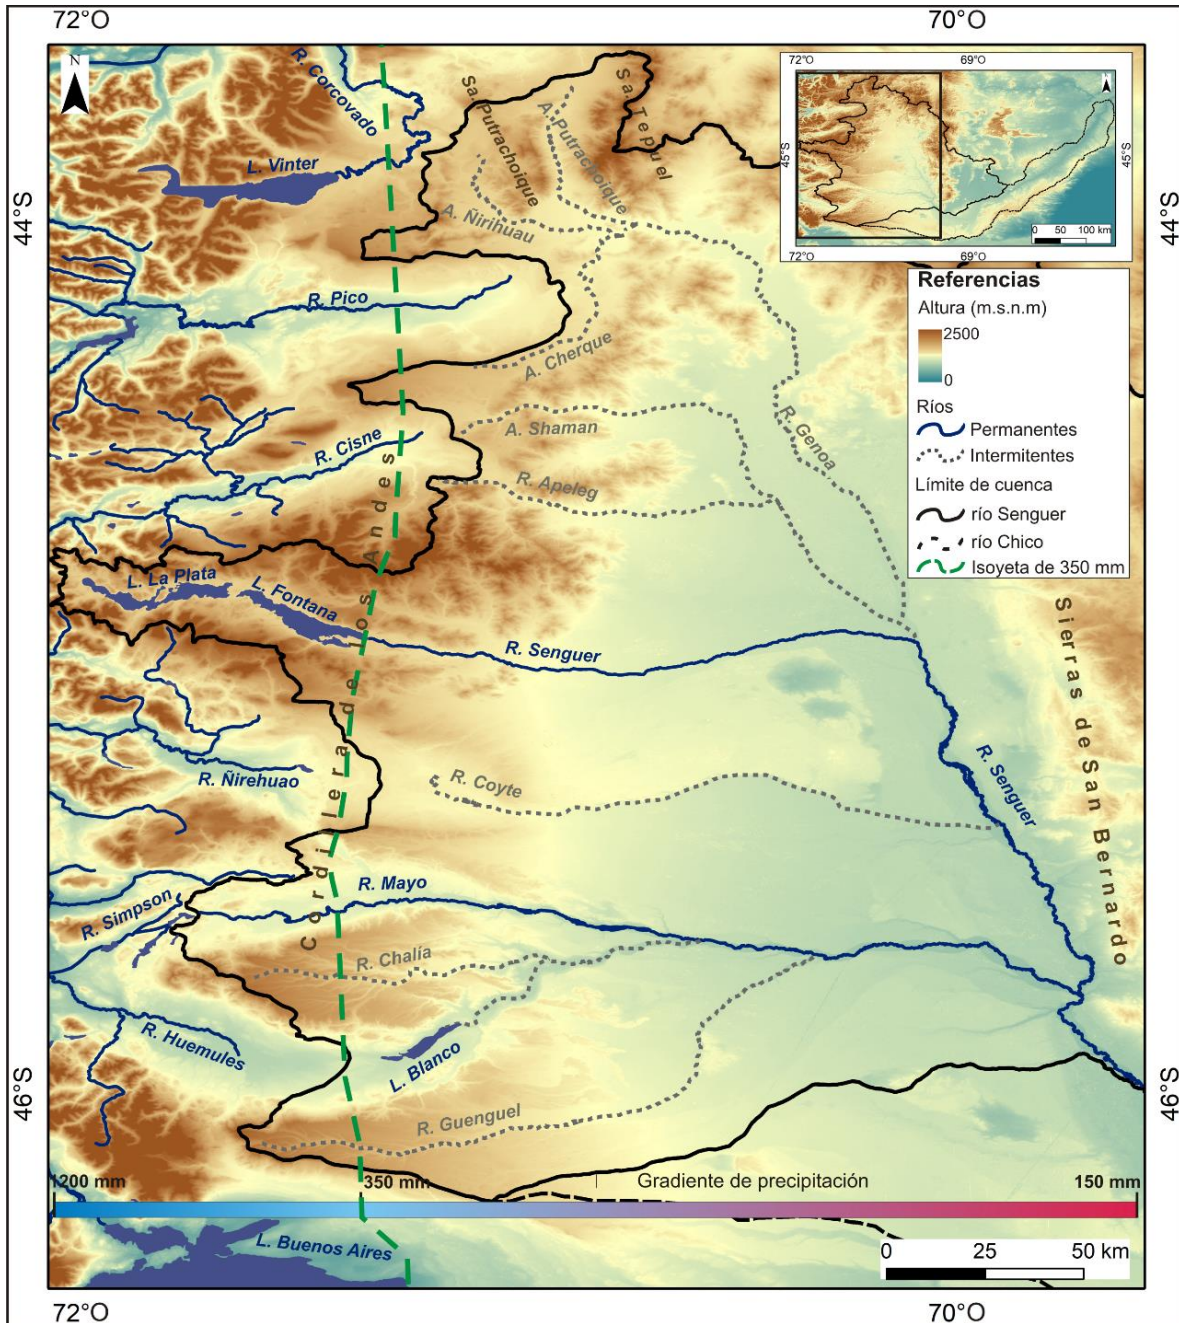 72°O
70°O
N
R. Corcovado
Sa. Putrachoique
A. Putrachoique
Sa. Tepuel
72°O
69°O
45°S
45°S
0 50 100 km
72°O
69°O
L. Vinter
44°S
44°S
A. Ñirihuau
R. Pico
A. Cherque
Referencias
Altura (m.s.n.m)
2500
0
Ríos
Permanentes
Intermitentes
Límite de cuenca
río Senguer
río Chico
Isoyeta de 350 mm
R. Cisne
A. Shaman
R. Genoa
R. Apeleg
L. La Plata
L. Fontana
R. Senguer
Cordillera de los Andes
Sierras de San Bernardo
R. Ñirehuao
R. Coyte
R. Senguer
R. Mayo
R. Simpson
R. Chalía
R. Huemules
L. Blanco
46°S
46°S
R. Guenguel
200 mm
350 mm
Gradiente de precipitación
150 mm
L. Buenos Aires
0 25 50 km
72°O
70°O